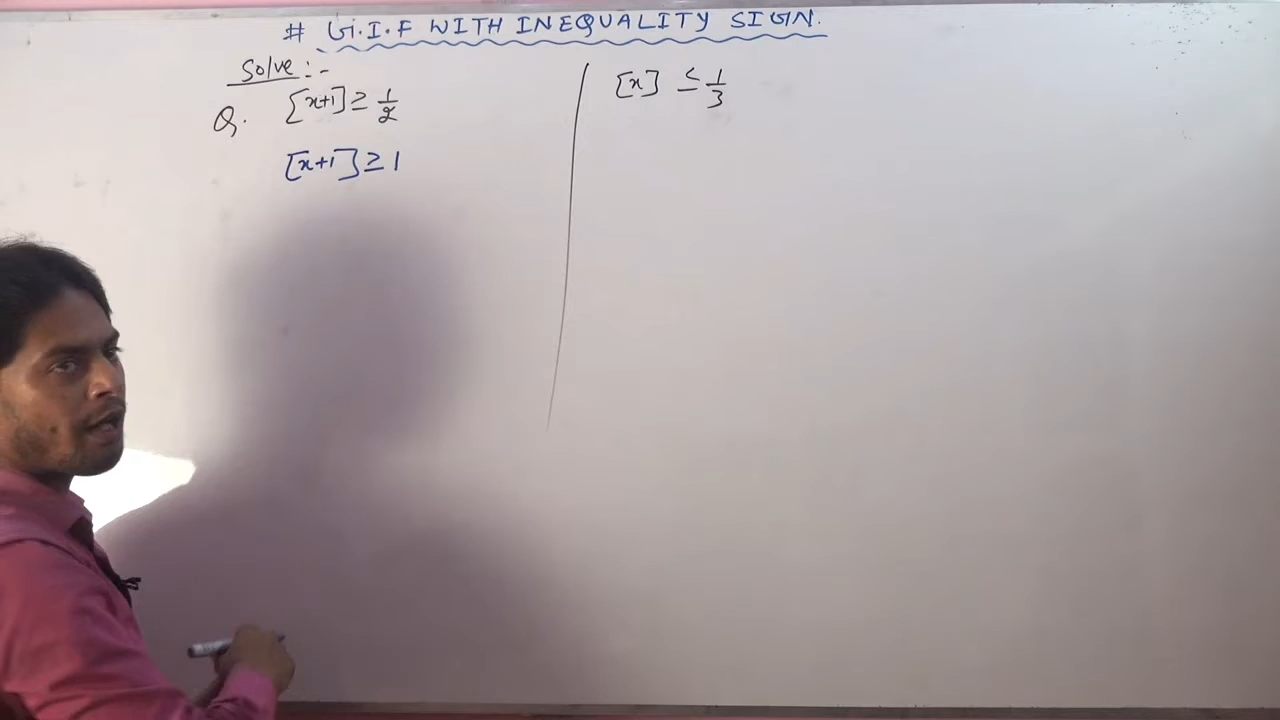 # G.I.F WITH INEQUALITY SIGN.
Solve :-
Q. [x+1] ≥ 1/2
[x+1] ≥ 1
[x] ≤ 1/3